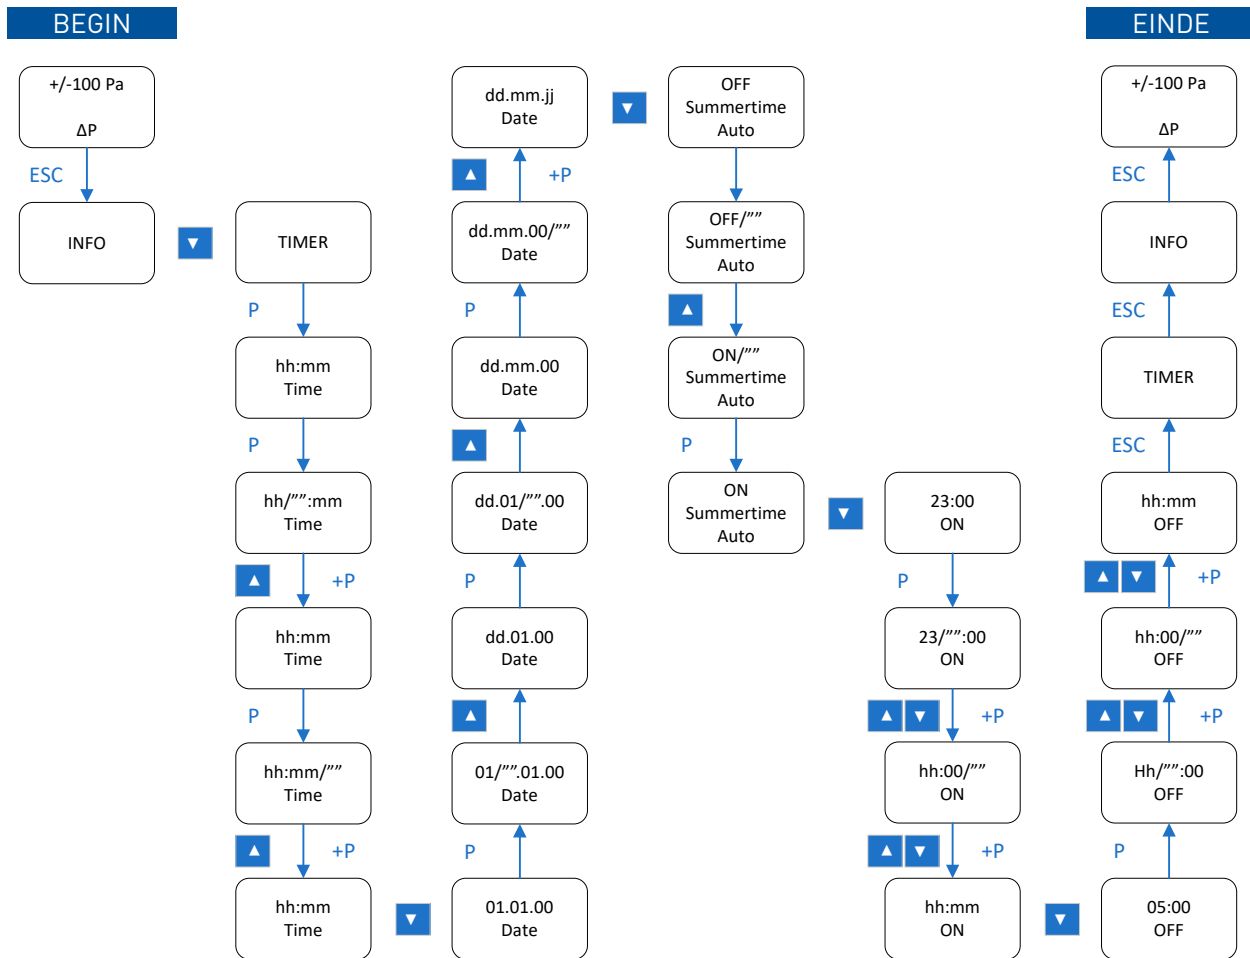 BEGIN
+/-100 Pa
ΔP
ESC
INFO
▼
TIMER
P
hh:mm
Time
P
hh/””:mm
Time
▲ +P
hh:mm
Time
P
hh:mm/””
Time
▲ +P
hh:mm
Time
▼
01.01.00
Date
P
01/””.01.00
Date
▲
dd.01.00
Date
P
dd.01/””.00
Date
▲
dd.mm.00
Date
P
dd.mm.00/””
Date
▲ +P
dd.mm.jj
Date
▼
OFF
Summertime
Auto
OFF/””
Summertime
Auto
▲
ON/””
Summertime
Auto
P
ON
Summertime
Auto
▼
23:00
ON
P
23/””:00
ON
▲ ▼ +P
hh:00/””
ON
▲ ▼ +P
hh:mm
ON
▼
05:00
OFF
P
Hh/””:00
OFF
▲ ▼ +P
hh:00/””
OFF
▲ ▼ +P
hh:mm
OFF
ESC
TIMER
ESC
INFO
ESC
+/-100 Pa
ΔP
EINDE